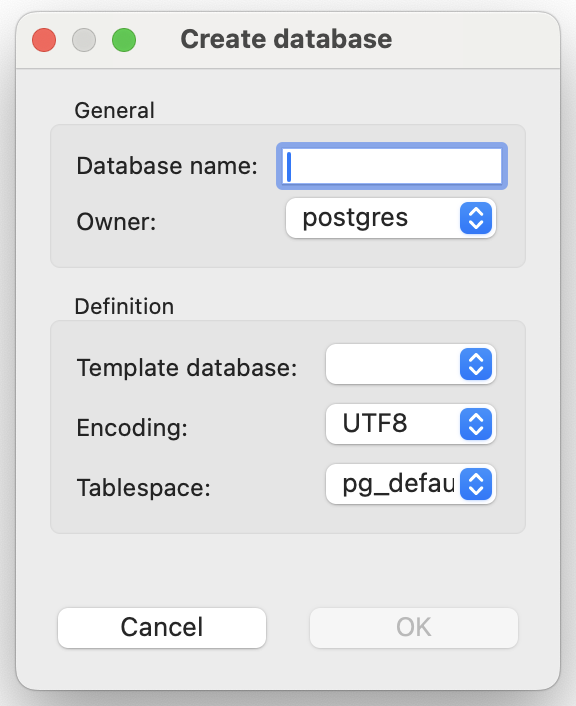 Create database
General
Database name:
Owner: postgres
Definition
Template database:
Encoding: UTF8
Tablespace: pg_defau
Cancel OK